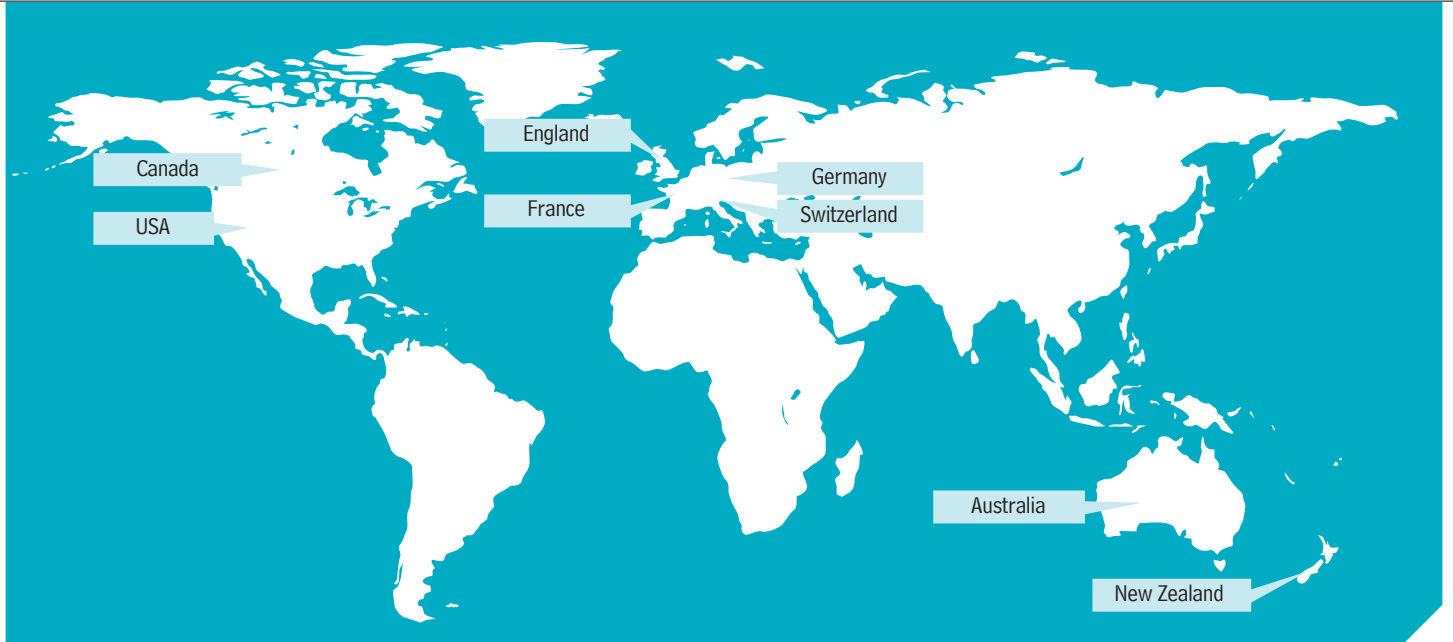 England
Canada
Germany
USA
France
Switzerland
Australia
New Zealand